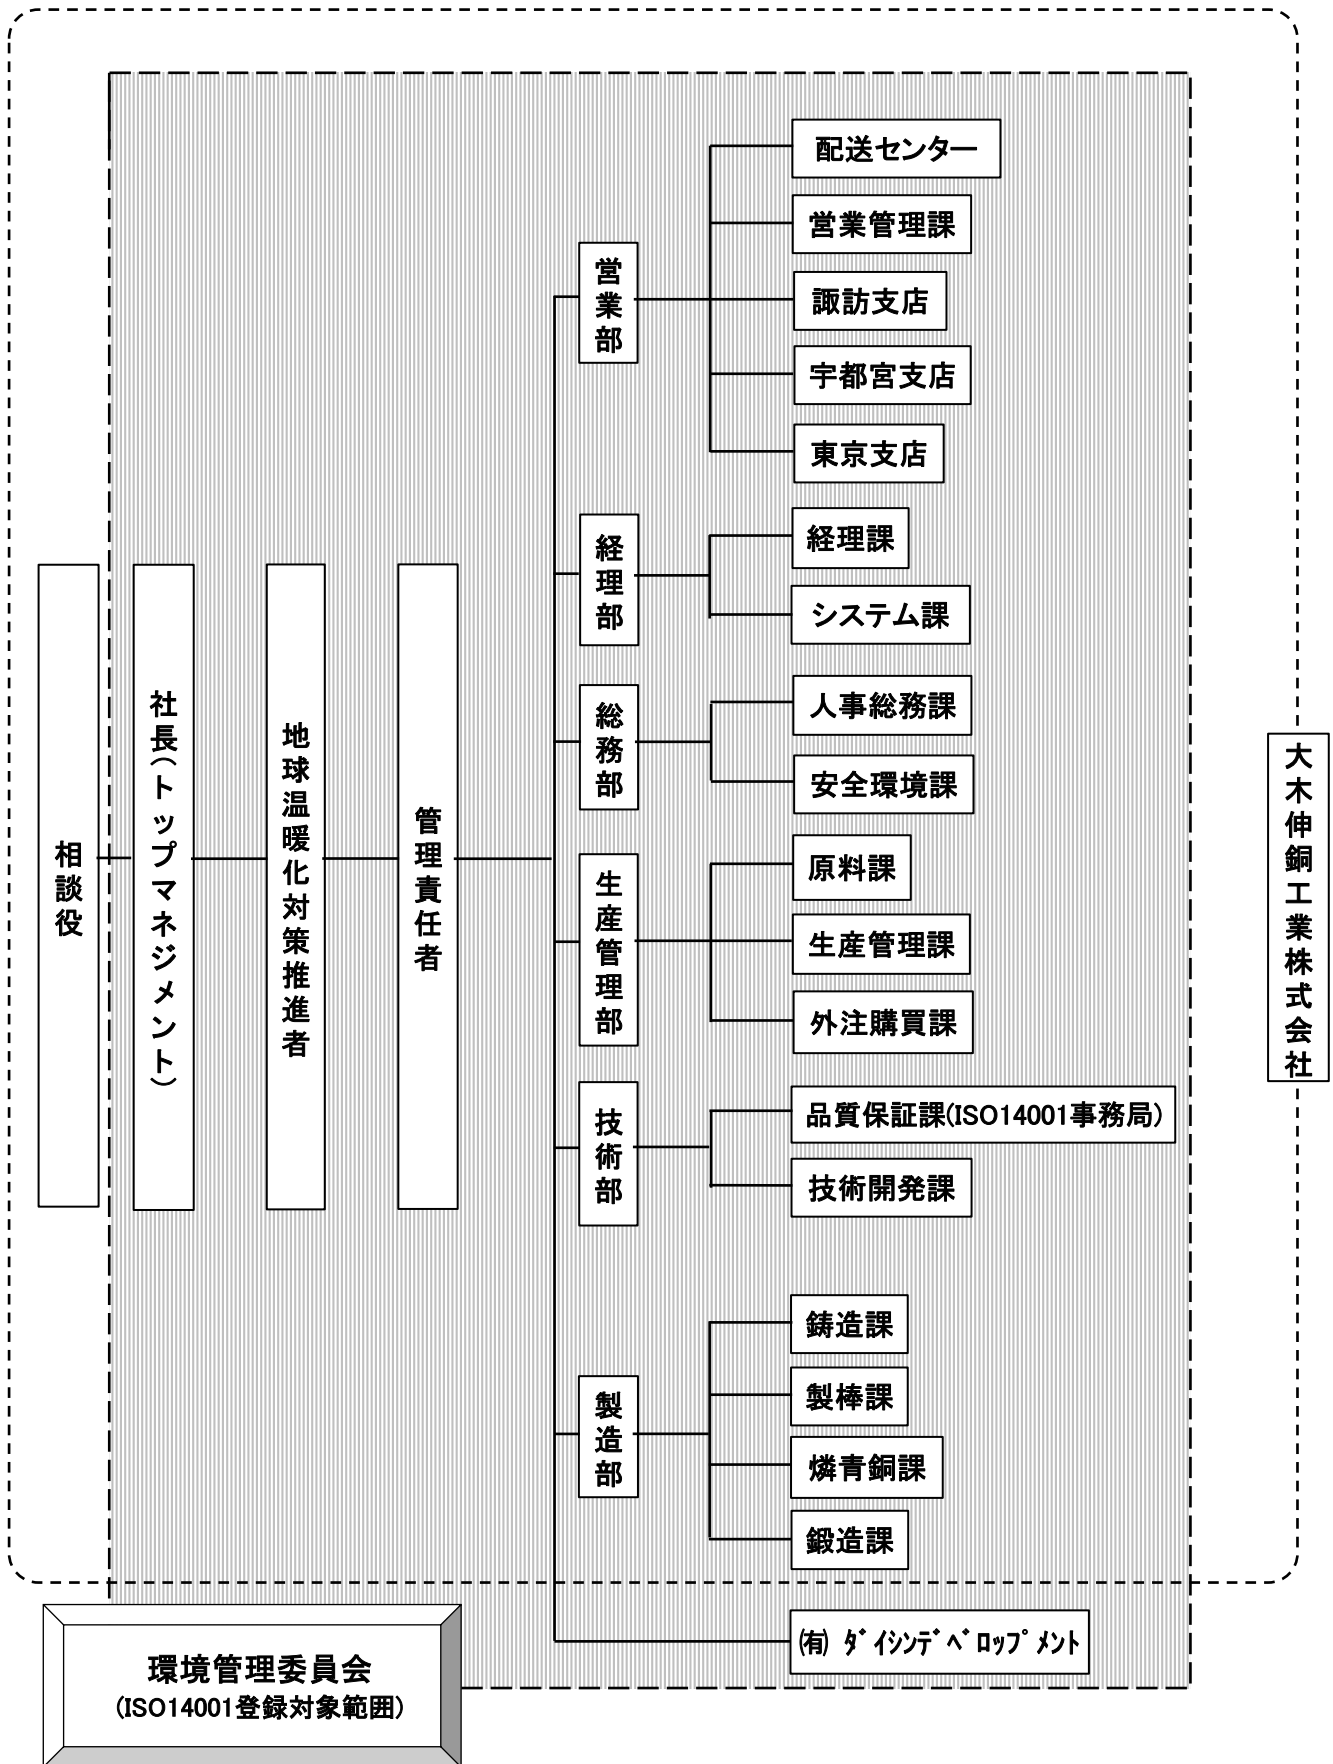 相談役
社長(トップマネジメント)
地球温暖化対策推進者
管理責任者
営業部
配送センター
営業管理課
諏訪支店
宇都宮支店
東京支店
経理部
経理課
システム課
総務部
人事総務課
安全環境課
生産管理部
原料課
生産管理課
外注購買課
技術部
品質保証課(ISO14001事務局)
技術開発課
製造部
鋳造課
製棒課
燐青銅課
鍛造課
㈲ ﾀﾞｲｼﾝﾃﾞﾍﾞﾛｯﾌﾟﾒﾝﾄ
大木伸銅工業株式会社
環境管理委員会
(ISO14001登録対象範囲)